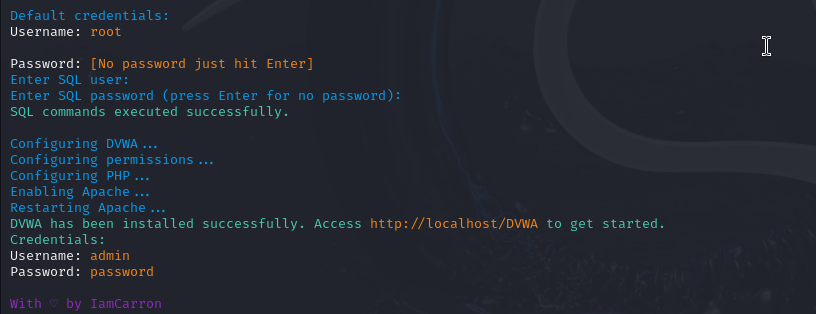 Default credentials:
Username: root
Password: [No password just hit Enter]
Enter SQL user:
Enter SQL password (press Enter for no password):
SQL commands executed successfully.
Configuring DVWA...
Configuring permissions...
Configuring PHP...
Enabling Apache...
Restarting Apache...
DVWA has been installed successfully. Access http://localhost/DVWA to get started.
Credentials:
Username: admin
Password: password
With ♡ by IamCarron